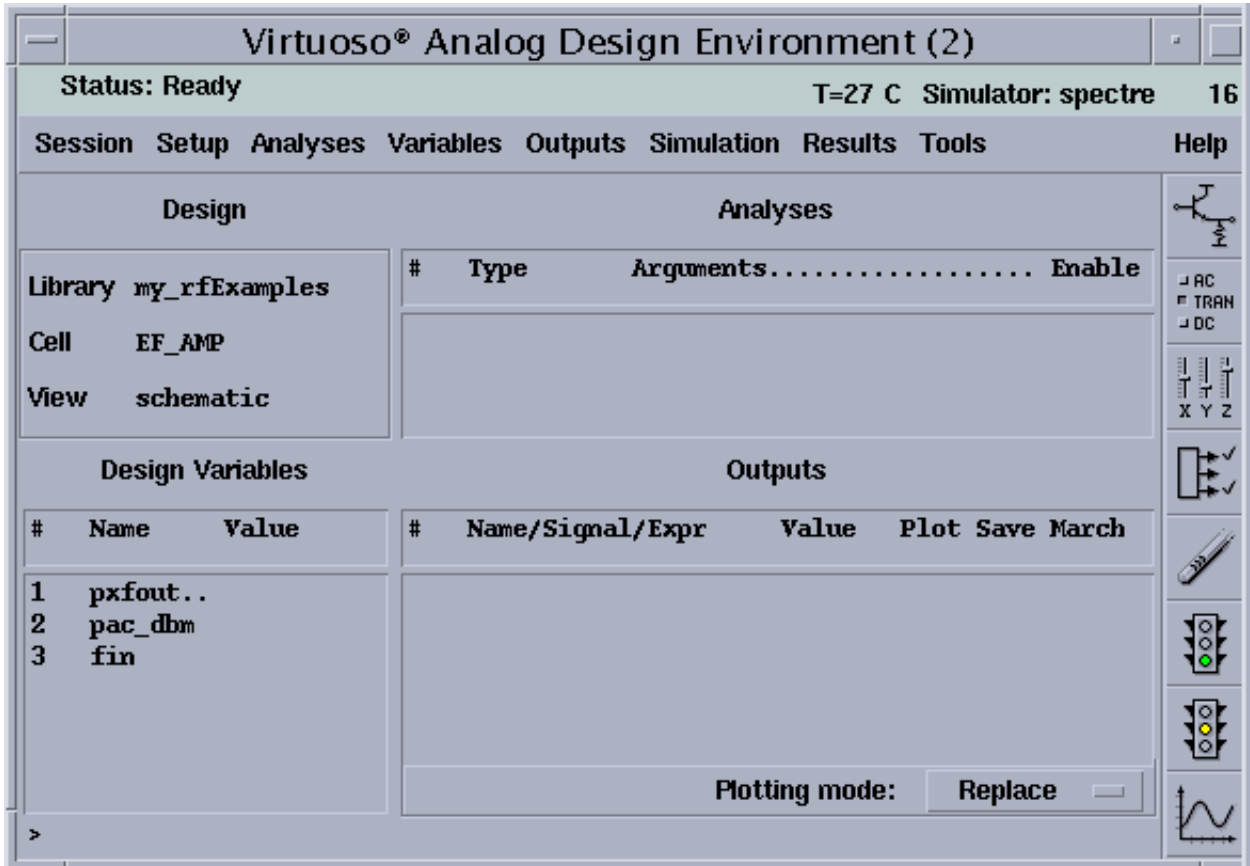 Virtuoso® Analog Design Environment (2)
Status: Ready T=27 C Simulator: spectre 16
Session Setup Analyses Variables Outputs Simulation Results Tools Help
Design Analyses
# Type Arguments.................. Enable
Library my_rfExamples
Cell EF_AMP
View schematic
AC
TRAN
DC
X Y Z
Design Variables Outputs
# Name Value # Name/Signal/Expr Value Plot Save March
1 pxfout..
2 pac_dbm
3 fin
Plotting mode: Replace
>